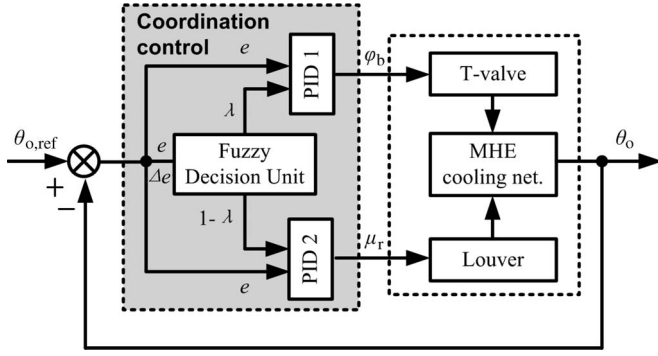 Coordination
control
e
PID 1
φb
T-valve
λ
θo,ref
+
−
e
Δe
Fuzzy
Decision Unit
MHE
cooling net.
θo
1- λ
PID 2
μr
Louver
e